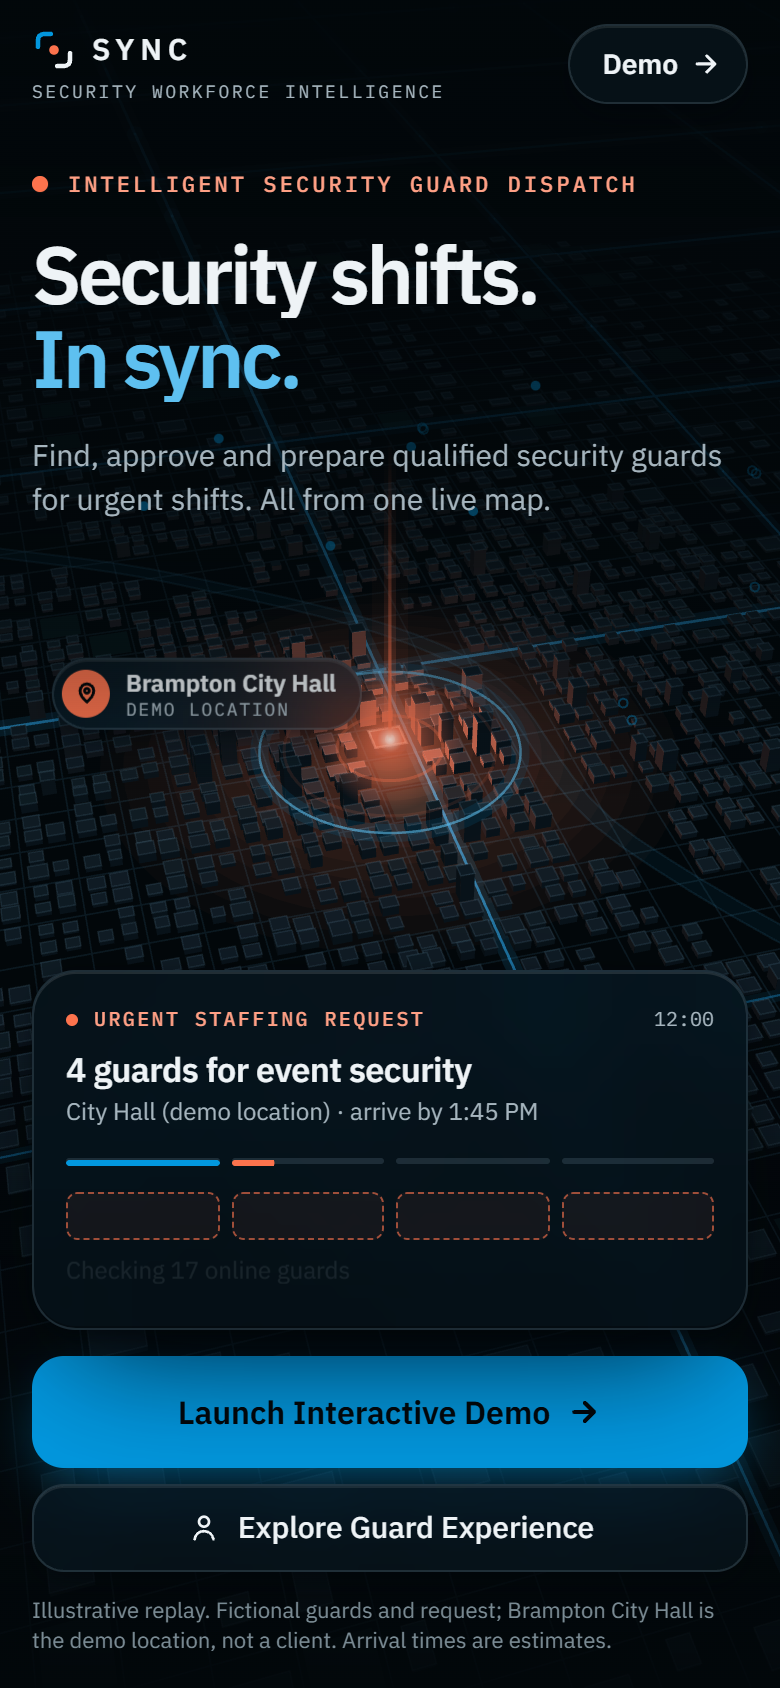 SYNC
SECURITY WORKFORCE INTELLIGENCE
Demo →
INTELLIGENT SECURITY GUARD DISPATCH
Security shifts.
In sync.
Find, approve and prepare qualified security guards
for urgent shifts. All from one live map.
Brampton City Hall
DEMO LOCATION
URGENT STAFFING REQUEST
12:00
4 guards for event security
City Hall (demo location) · arrive by 1:45 PM
Checking 17 online guards
Launch Interactive Demo →
Explore Guard Experience
Illustrative replay. Fictional guards and request; Brampton City Hall is
the demo location, not a client. Arrival times are estimates.